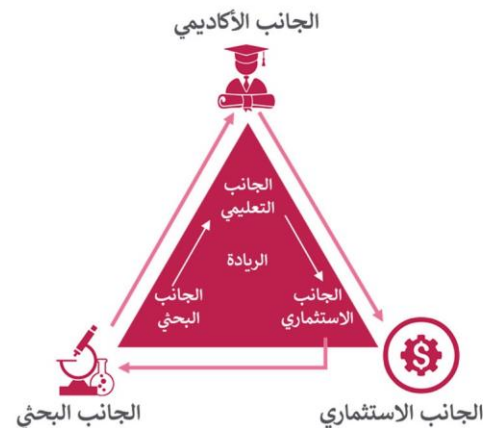 الجانب الأكاديمي
الجانب
التعليمي
الريادة
الجانب
الاستثماري
الجانب
البحثي
$
الجانب الاستثماري
الجانب البحثي